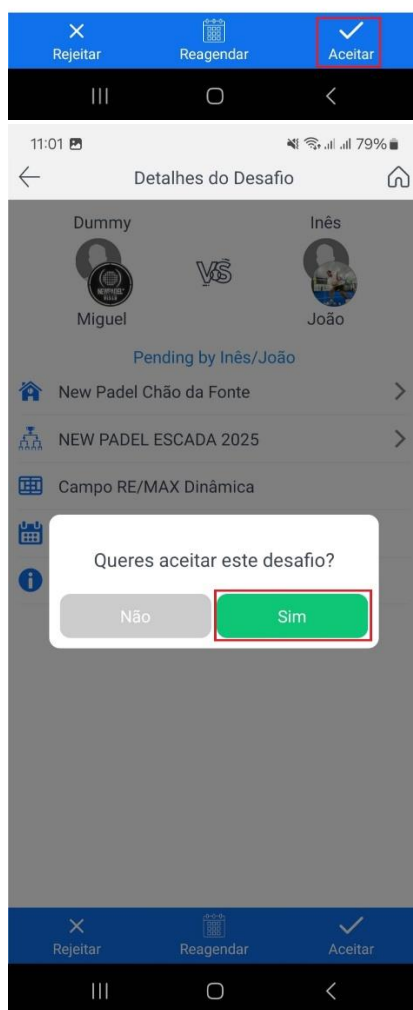 Rejeitar Reagendar Aceitar
11:01 79%
Detalhes do Desafio
Dummy Inês
VS
Miguel João
Pending by Inês/João
New Padel Chão da Fonte
NEW PADEL ESCADA 2025
Campo RE/MAX Dinâmica
Queres aceitar este desafio?
Não Sim
Rejeitar Reagendar Aceitar